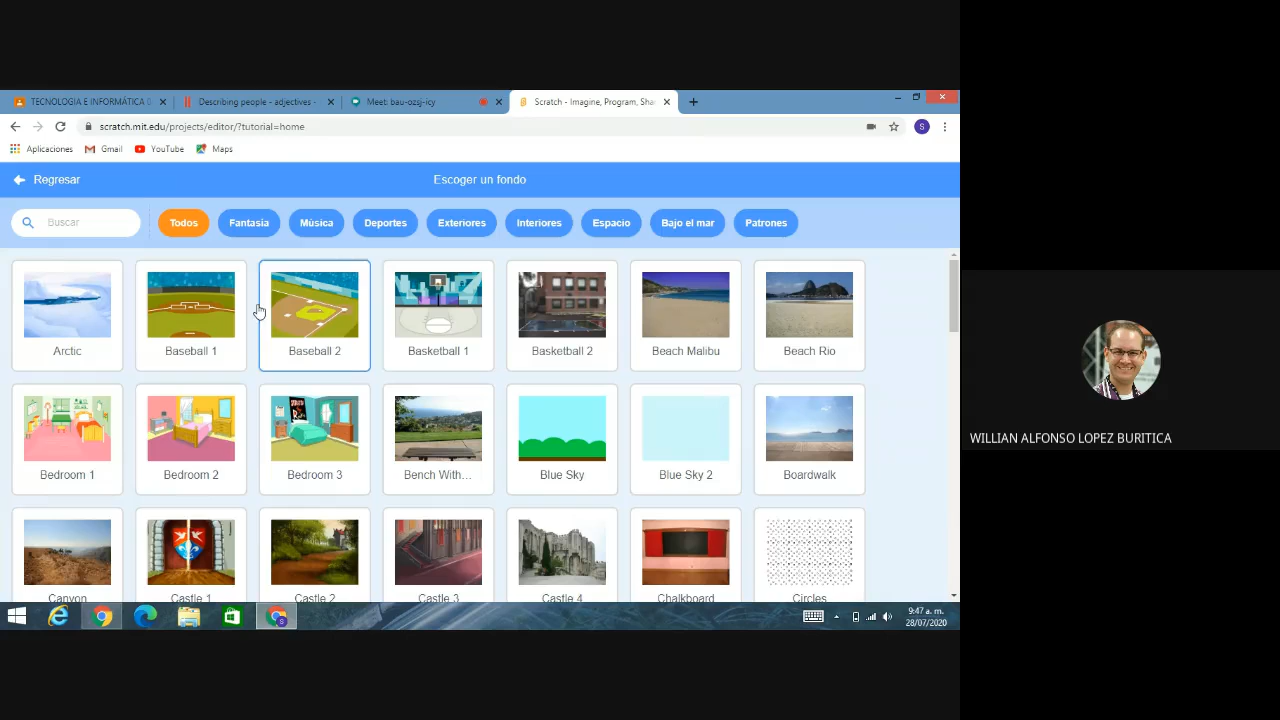 TECNOLOGIA E INFORMÁTICA
Describing people - adjectives -
Meet: bau-ozsj-icy
Scratch - Imagine, Program, Sha
scratch.mit.edu/projects/editor/?tutorial=home
S
Aplicaciones
Gmail
YouTube
Maps
Regresar
Escoger un fondo
Buscar
Todos
Fantasía
Música
Deportes
Exteriores
Interiores
Espacio
Bajo el mar
Patrones
Arctic
Baseball 1
Baseball 2
Basketball 1
Basketball 2
Beach Malibu
Beach Rio
Bedroom 1
Bedroom 2
Bedroom 3
Bench With...
Blue Sky
Blue Sky 2
Boardwalk
Canyon
Castle 1
Castle 2
Castle 3
Castle 4
Chalkboard
Circles
WILLIAN ALFONSO LOPEZ BURITICA
9:47 a. m.
28/07/2020